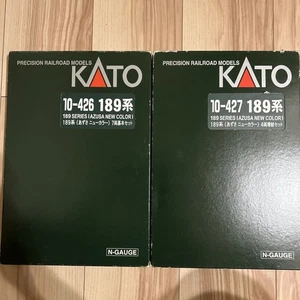 PRECISION RAILROAD MODELS
KATO
10-426 189系
189 SERIES (AZUSA NEW COLOR)
189系(あずさ ニューカラー) 7両基本セット
N-GAUGE
PRECISION RAILROAD MODELS
KATO
10-427 189系
189 SERIES (AZUSA NEW COLOR)
189系(あずさ ニューカラー) 4両増結セット
N-GAUGE